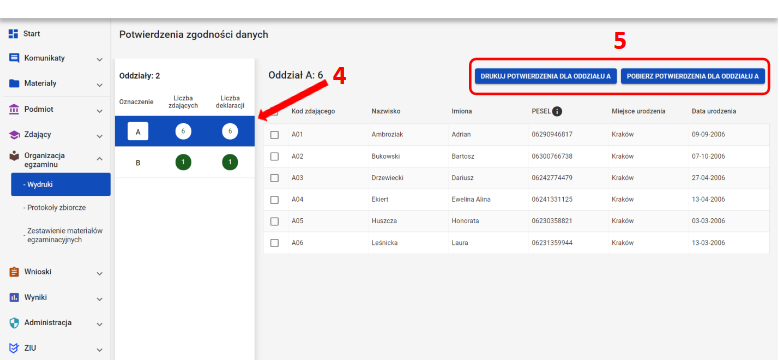 Start
Komunikaty
Materiały
Podmiot
Zdający
Organizacja
egzaminu
- Wydruki
- Protokoły zbiorcze
- Zestawienie materiałów
egzaminacyjnych
Wnioski
Wyniki
Administracja
ZIU
Potwierdzenia zgodności danych
Oddziały: 2
Oznaczenie Liczba zdających Liczba deklaracji
A 6 6
B 1 1
4
5
Oddział A: 6
DRUKUJ POTWIERDZENIA DLA ODDZIAŁU A POBIERZ POTWIERDZENIA DLA ODDZIAŁU A
Kod zdającego Nazwisko Imiona PESEL i Miejsce urodzenia Data urodzenia
A01 Ambroziak Adrian 06290946817 Kraków 09-09-2006
A02 Bukowski Bartosz 06300766738 Kraków 07-10-2006
A03 Drzewiecki Dariusz 06242774479 Kraków 27-04-2006
A04 Ekiert Ewelina Alina 06241331125 Kraków 13-04-2006
A05 Huszcza Honorata 06230358821 Kraków 03-03-2006
A06 Leśnicka Laura 06231359944 Kraków 13-03-2006